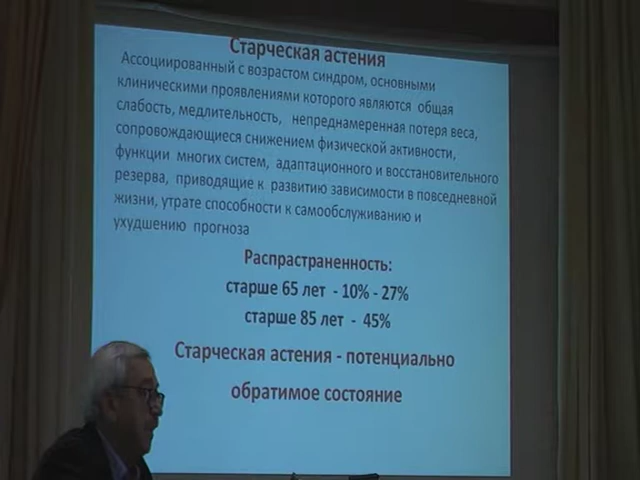 Старческая астения
Ассоциированный с возрастом синдром, основными
клиническими проявлениями которого являются общая
слабость, медлительность, непреднамеренная потеря веса,
сопровождающиеся снижением физической активности,
функции многих систем, адаптационного и восстановительного
резерва, приводящие к развитию зависимости в повседневной
жизни, утрате способности к самообслуживанию и
ухудшению прогноза
Распрастраненность:
старше 65 лет - 10% - 27%
старше 85 лет - 45%
Старческая астения - потенциально
обратимое состояние